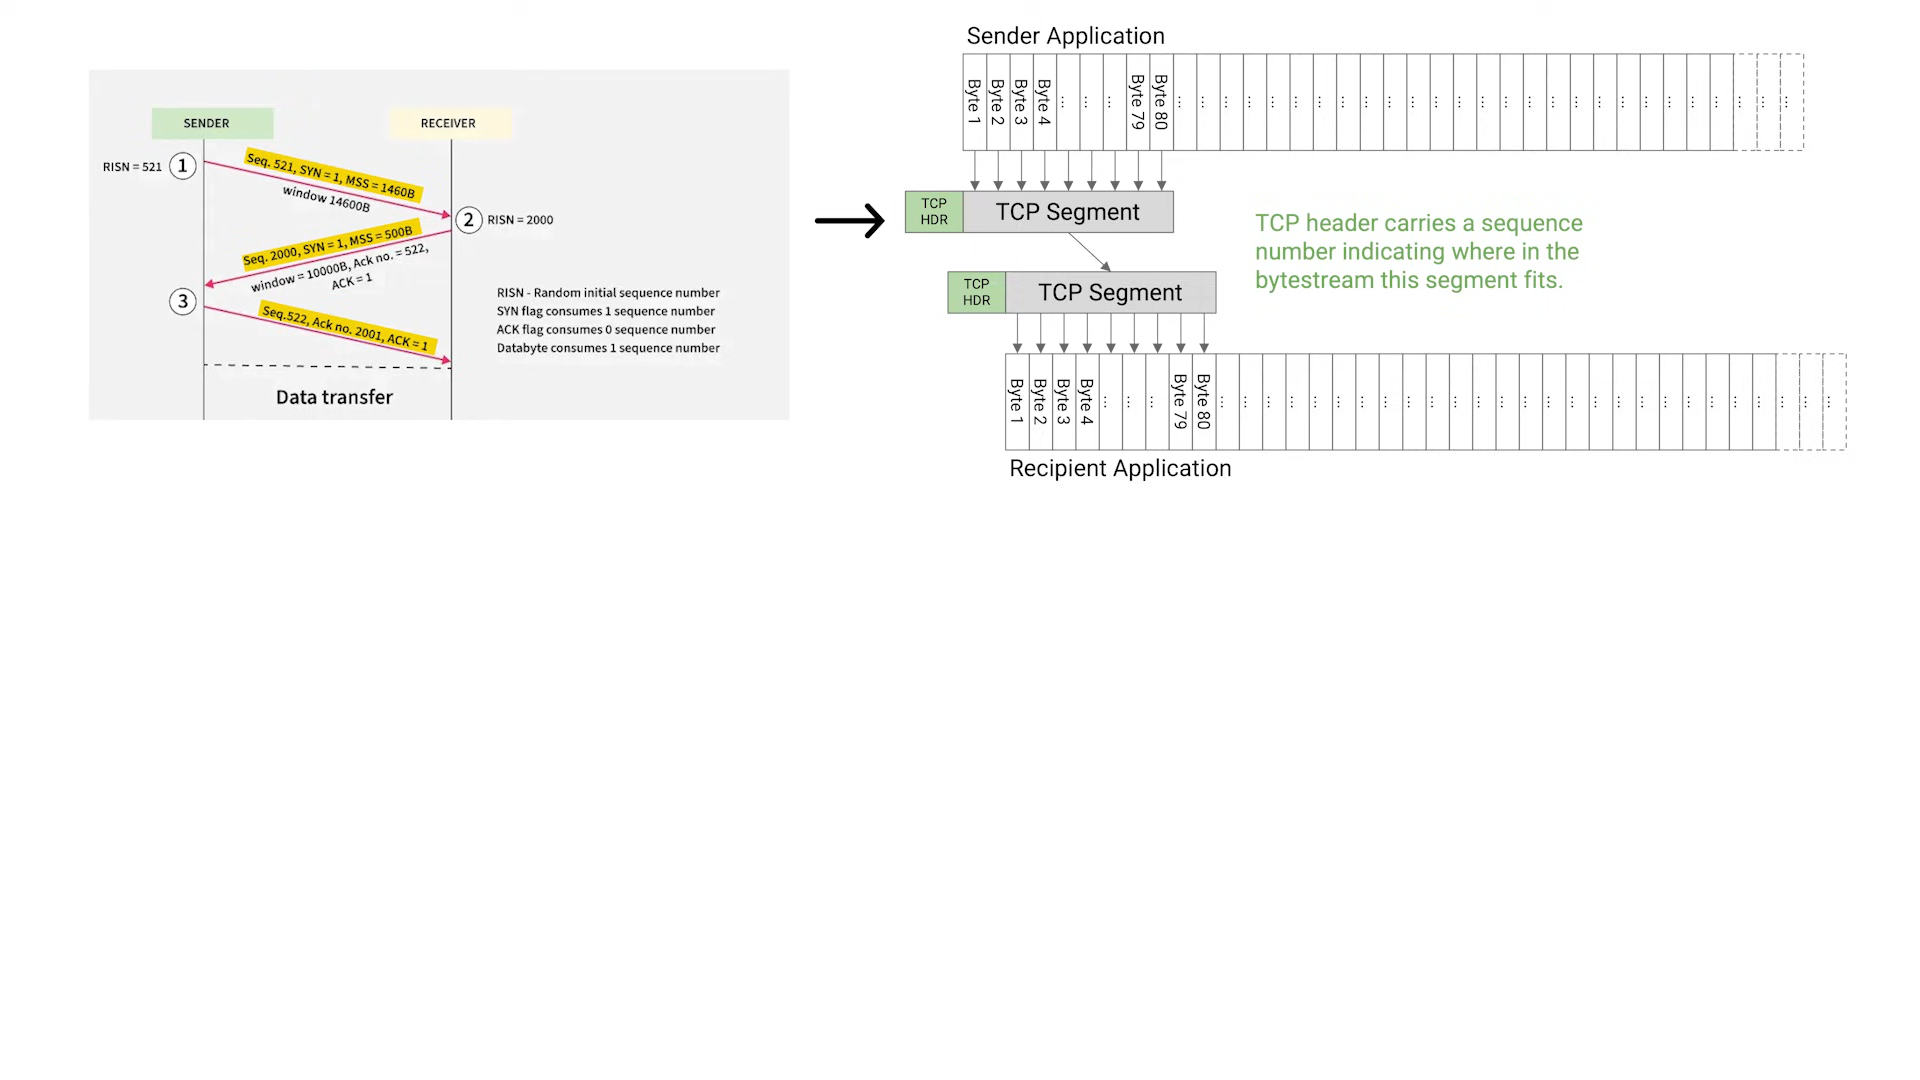 SENDER
RECEIVER
RISN = 521
1
Seq. 521, SYN = 1, MSS = 1460B
window 14600B
2
RISN = 2000
Seq. 2000, SYN = 1, MSS = 500B
window = 10000B, Ack no. = 522,
ACK = 1
3
Seq.522, Ack no. 2001, ACK = 1
RISN - Random initial sequence number
SYN flag consumes 1 sequence number
ACK flag consumes 0 sequence number
Databyte consumes 1 sequence number
Data transfer
Sender Application
Byte 1
Byte 2
Byte 3
Byte 4
...
...
...
Byte 79
Byte 80
TCP
HDR
TCP Segment
TCP header carries a sequence
number indicating where in the
bytestream this segment fits.
TCP
HDR
TCP Segment
Byte 1
Byte 2
Byte 3
Byte 4
...
...
...
Byte 79
Byte 80
Recipient Application